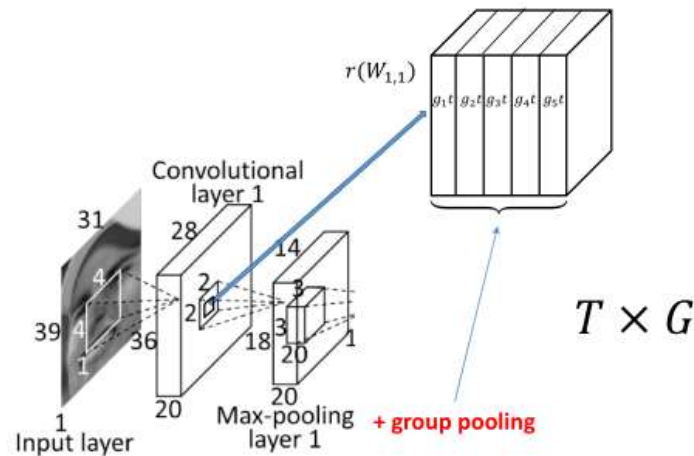 r(W₁,₁)
g₁t g₂t g₃t g₄t g₅t
Convolutional
layer 1
31
28
14
4
2
3
39
4
2
3
T × G
1
36
18
20
1
20
20
1
Max-pooling
layer 1
+ group pooling
Input layer